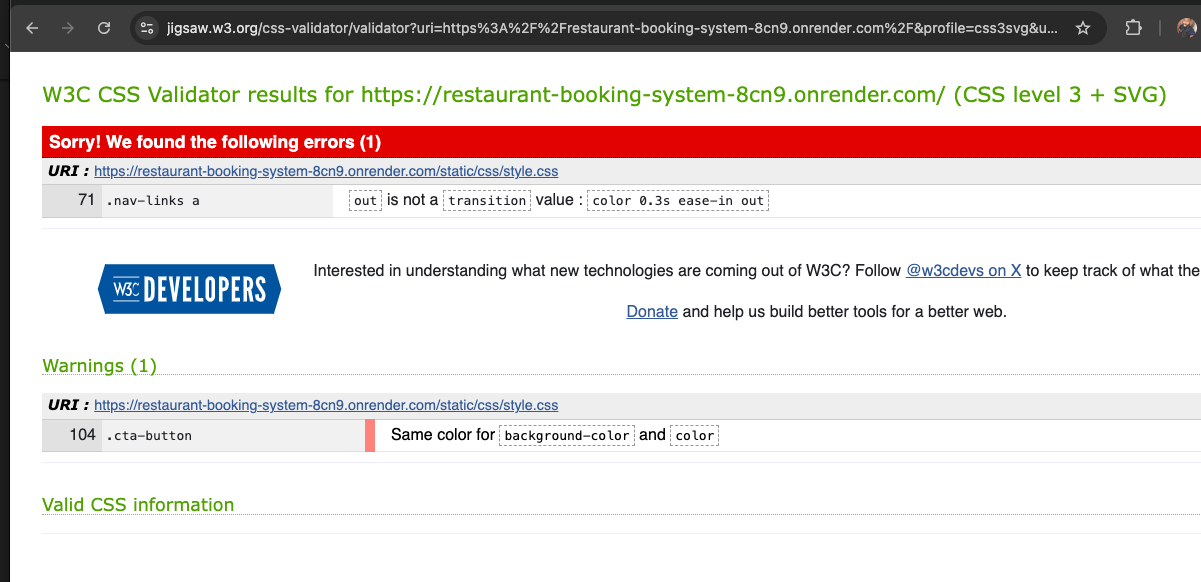 jigsaw.w3.org/css-validator/validator?uri=https%3A%2F%2Frestaurant-booking-system-8cn9.onrender.com%2F&profile=css3svg&u...
W3C CSS Validator results for https://restaurant-booking-system-8cn9.onrender.com/ (CSS level 3 + SVG)
Sorry! We found the following errors (1)
URI : https://restaurant-booking-system-8cn9.onrender.com/static/css/style.css
71 .nav-links a out is not a transition value : color 0.3s ease-in out
W3C DEVELOPERS
Interested in understanding what new technologies are coming out of W3C? Follow @w3cdevs on X to keep track of what the
Donate and help us build better tools for a better web.
Warnings (1)
URI : https://restaurant-booking-system-8cn9.onrender.com/static/css/style.css
104 .cta-button Same color for background-color and color
Valid CSS information